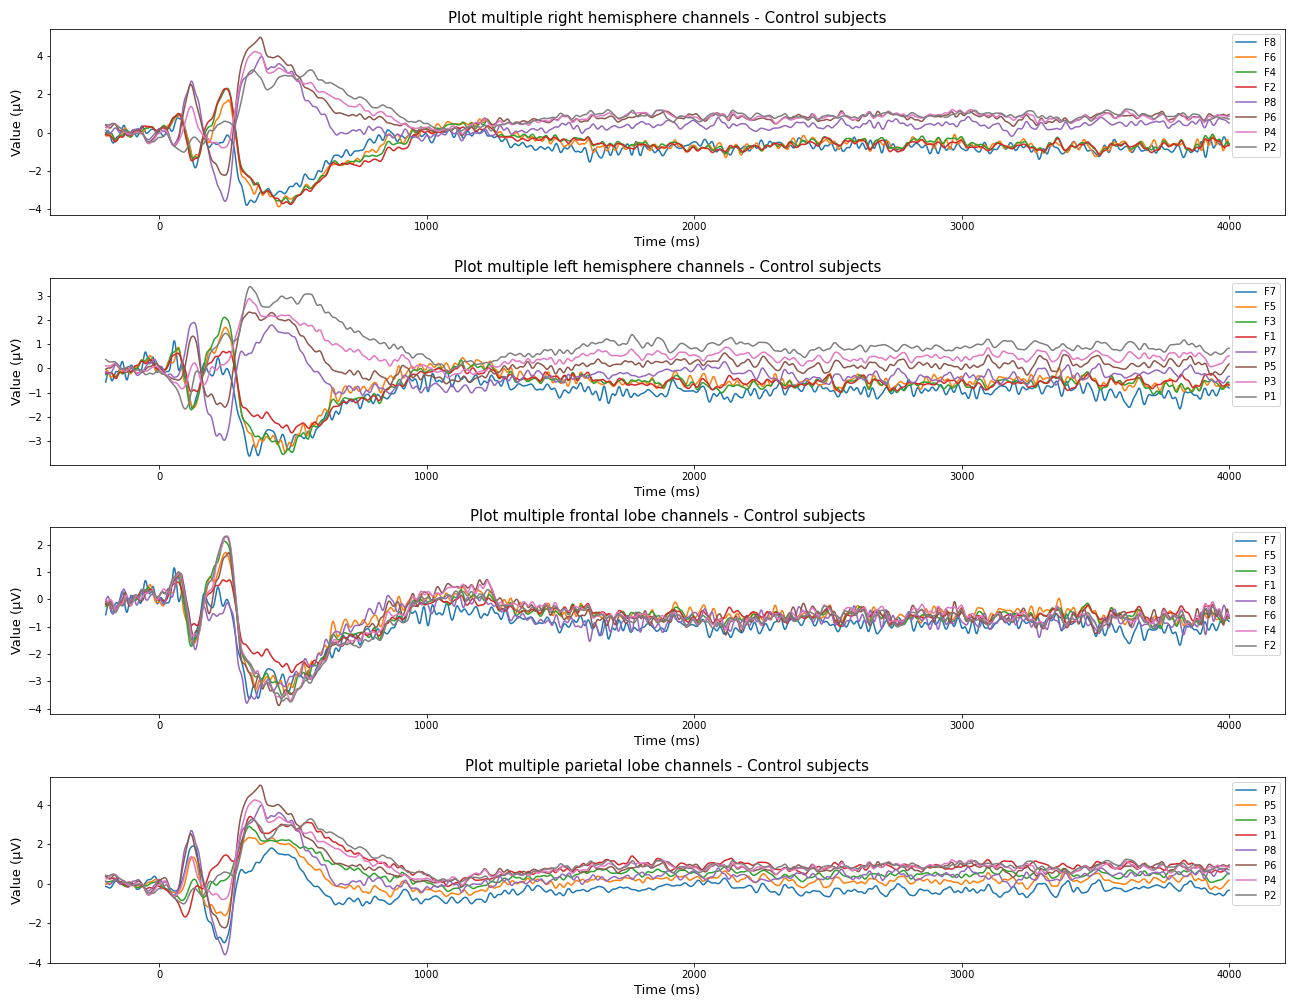 Plot multiple right hemisphere channels - Control subjects
Value (µV)
4
2
0
−2
−4
0
1000
2000
3000
4000
Time (ms)
F8
F6
F4
F2
P8
P6
P4
P2
Plot multiple left hemisphere channels - Control subjects
Value (µV)
3
2
1
0
−1
−2
−3
0
1000
2000
3000
4000
Time (ms)
F7
F5
F3
F1
P7
P5
P3
P1
Plot multiple frontal lobe channels - Control subjects
Value (µV)
2
1
0
−1
−2
−3
−4
0
1000
2000
3000
4000
Time (ms)
F7
F5
F3
F1
F8
F6
F4
F2
Plot multiple parietal lobe channels - Control subjects
Value (µV)
4
2
0
−2
−4
0
1000
2000
3000
4000
Time (ms)
P7
P5
P3
P1
P8
P6
P4
P2